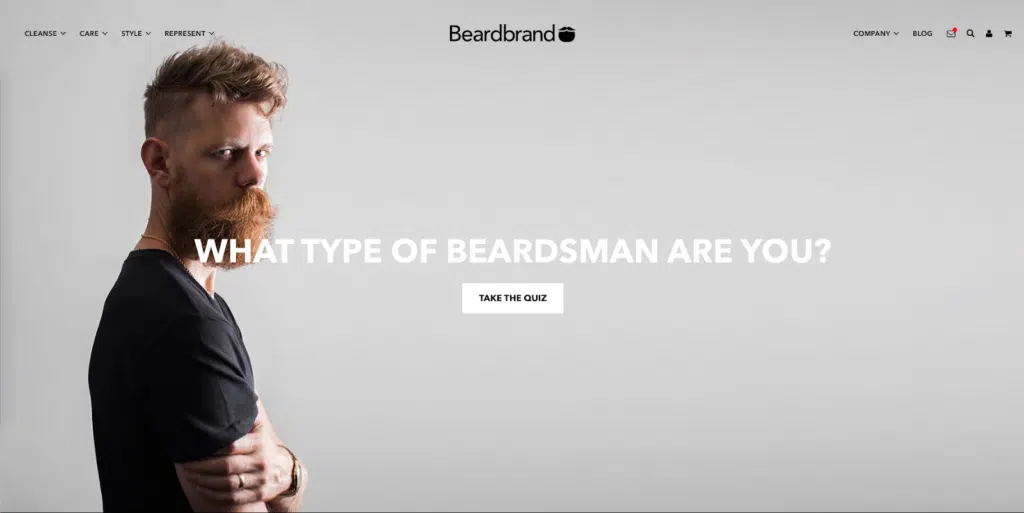 CLEANSE
CARE
STYLE
REPRESENT
Beardbrand
COMPANY
BLOG
WHAT TYPE OF BEARDSMAN ARE YOU?
TAKE THE QUIZ